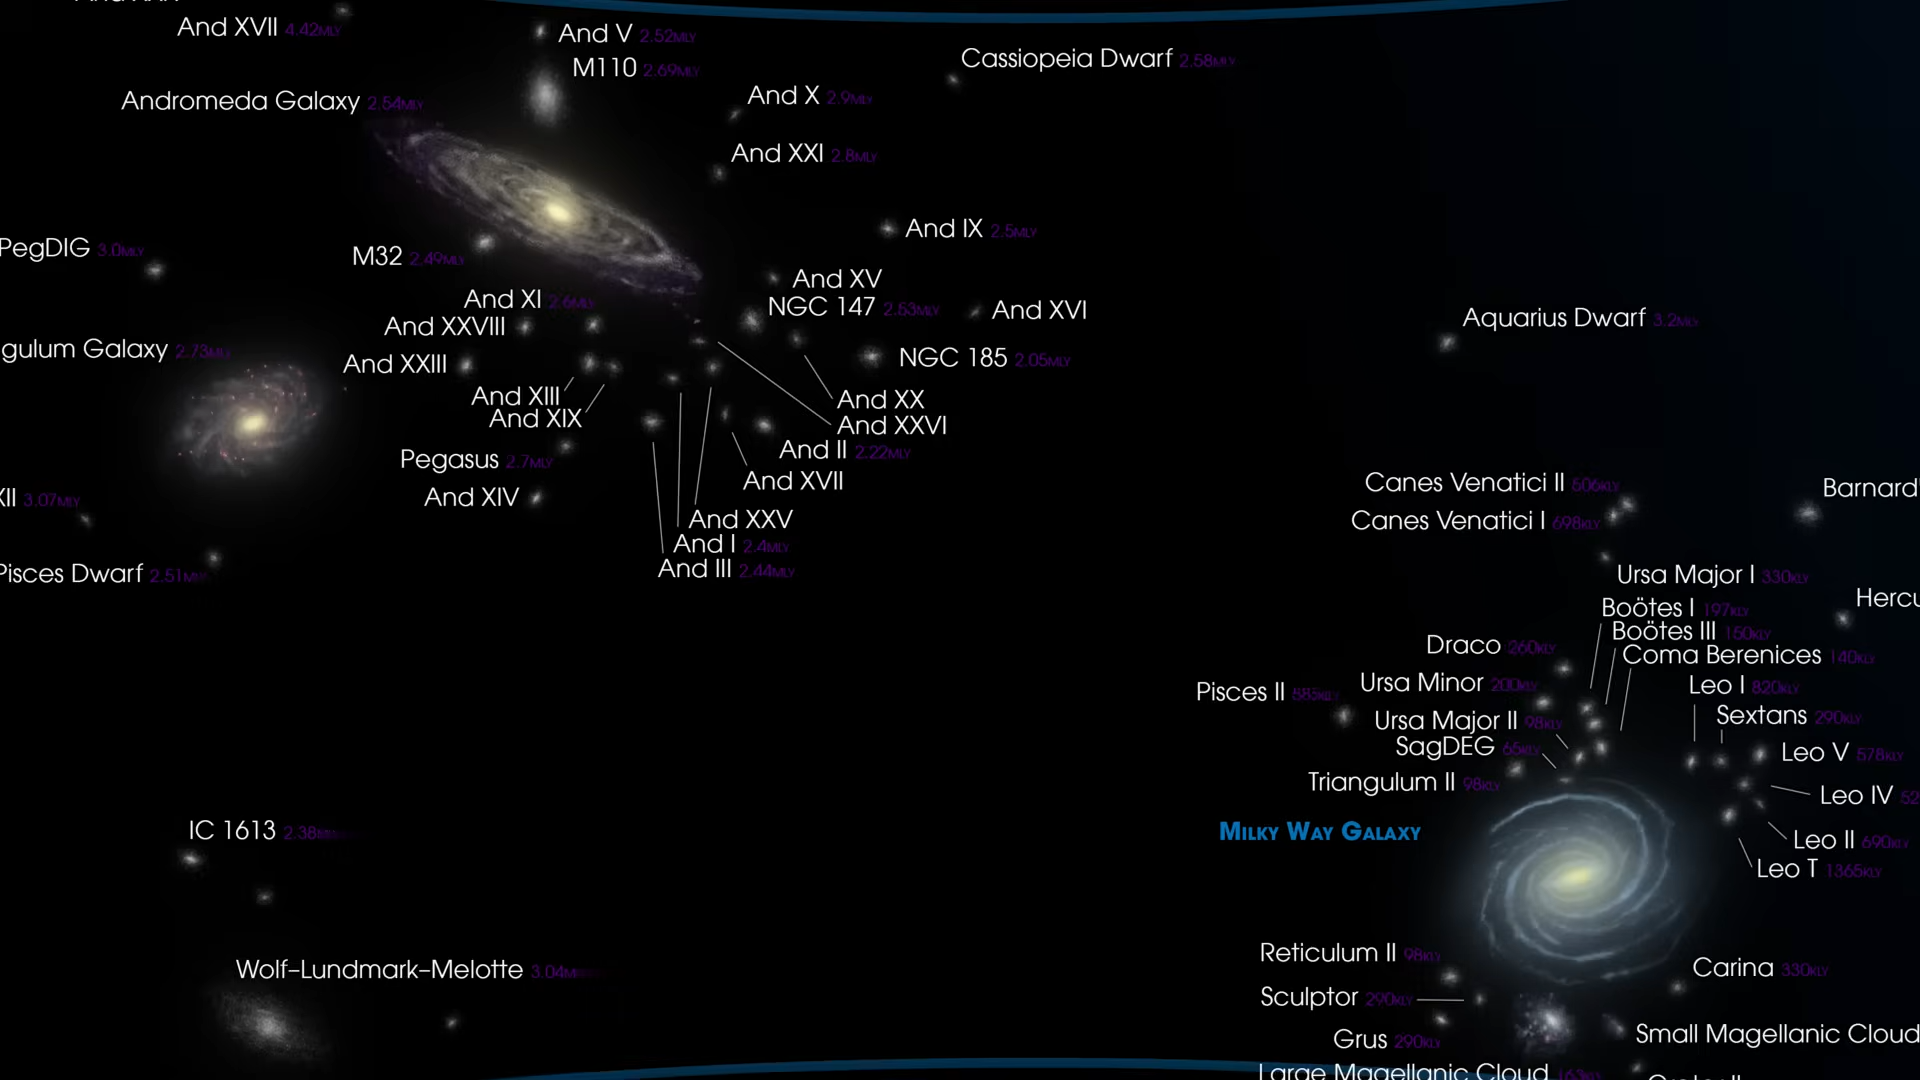 And XVII 4.42MLY
And V 2.52MLY
M110 2.69MLY
Cassiopeia Dwarf 2.58MLY
Andromeda Galaxy 2.54MLY
And X 2.9MLY
And XXI 2.8MLY
And IX 2.5MLY
PegDIG 3.0MLY
M32 2.49MLY
And XV
And XI 2.6MLY
NGC 147 2.53MLY
And XVI
And XXVIII
Aquarius Dwarf 3.2MLY
gulum Galaxy 2.73MLY
And XXIII
NGC 185 2.05MLY
And XIII
And XX
And XIX
And XXVI
And II 2.22MLY
Pegasus 2.7MLY
And XVII
And XIV
Canes Venatici II 506KLY
Barnard'
XII 3.07MLY
And XXV
Canes Venatici I 698KLY
And I 2.4MLY
And III 2.44MLY
Pisces Dwarf 2.51MLY
Ursa Major I 330KLY
Hercu
Boötes I 197KLY
Boötes III 150KLY
Draco 260KLY
Coma Berenices 140KLY
Pisces II 585KLY
Ursa Minor 200KLY
Leo I 820KLY
Ursa Major II 98KLY
Sextans 290KLY
SagDEG 65KLY
Leo V 578KLY
Triangulum II 98KLY
Leo IV 52
IC 1613 2.38
Milky Way Galaxy
Leo II 690KLY
Leo T 1365KLY
Wolf–Lundmark–Melotte 3.04M
Reticulum II 98KLY
Carina 330KLY
Sculptor 290KLY
Grus 290KLY
Small Magellanic Cloud
Large Magellanic Cloud 163KLY